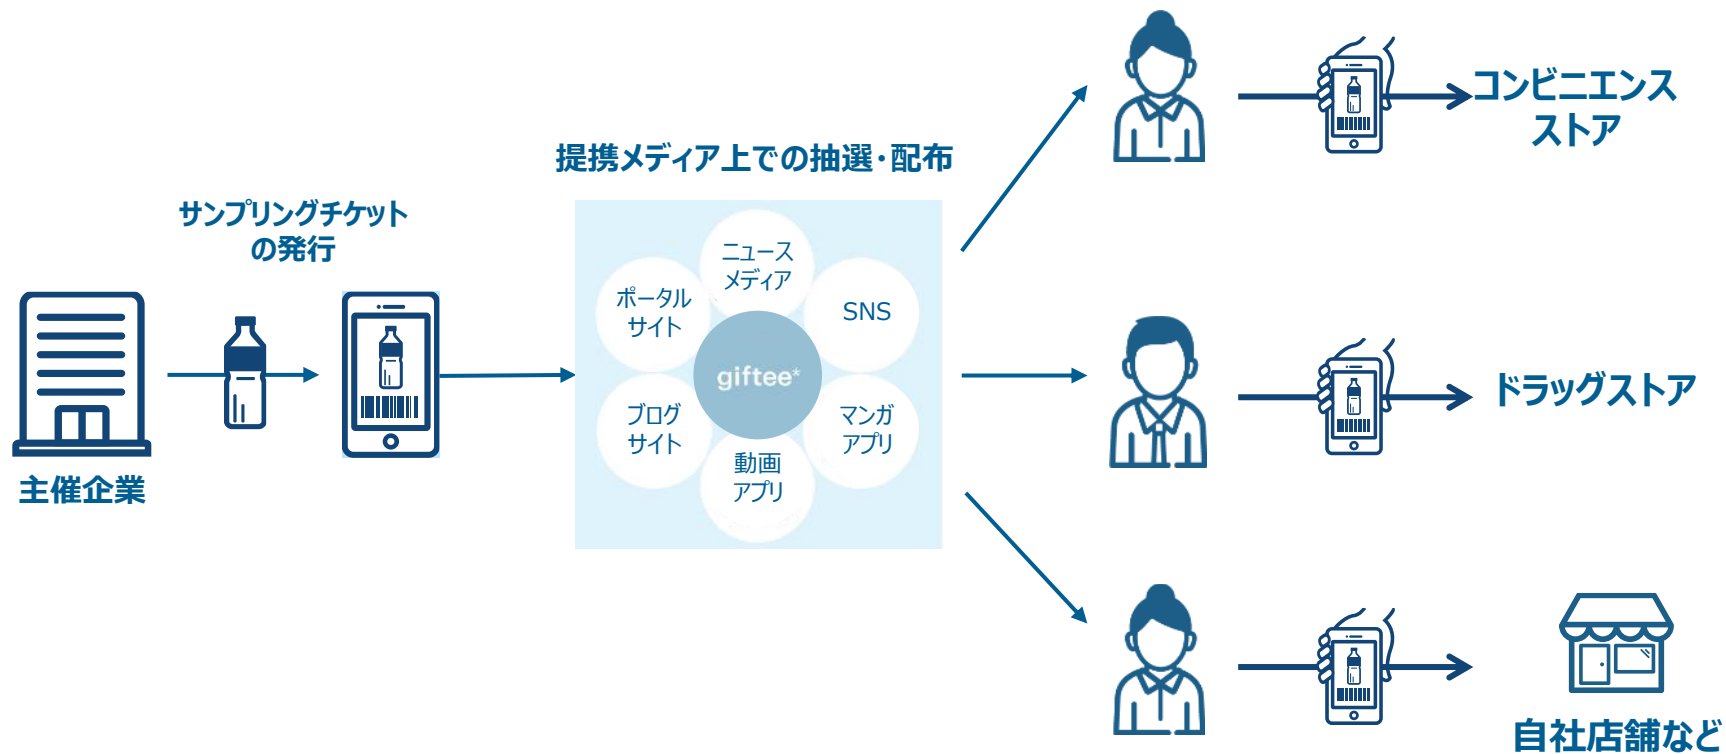 主催企業
サンプリングチケット
の発行
提携メディア上での抽選・配布
ニュース
メディア
ポータル
サイト
SNS
giftee*
ブログ
サイト
マンガ
アプリ
動画
アプリ
コンビニエンス
ストア
ドラッグストア
自社店舗など